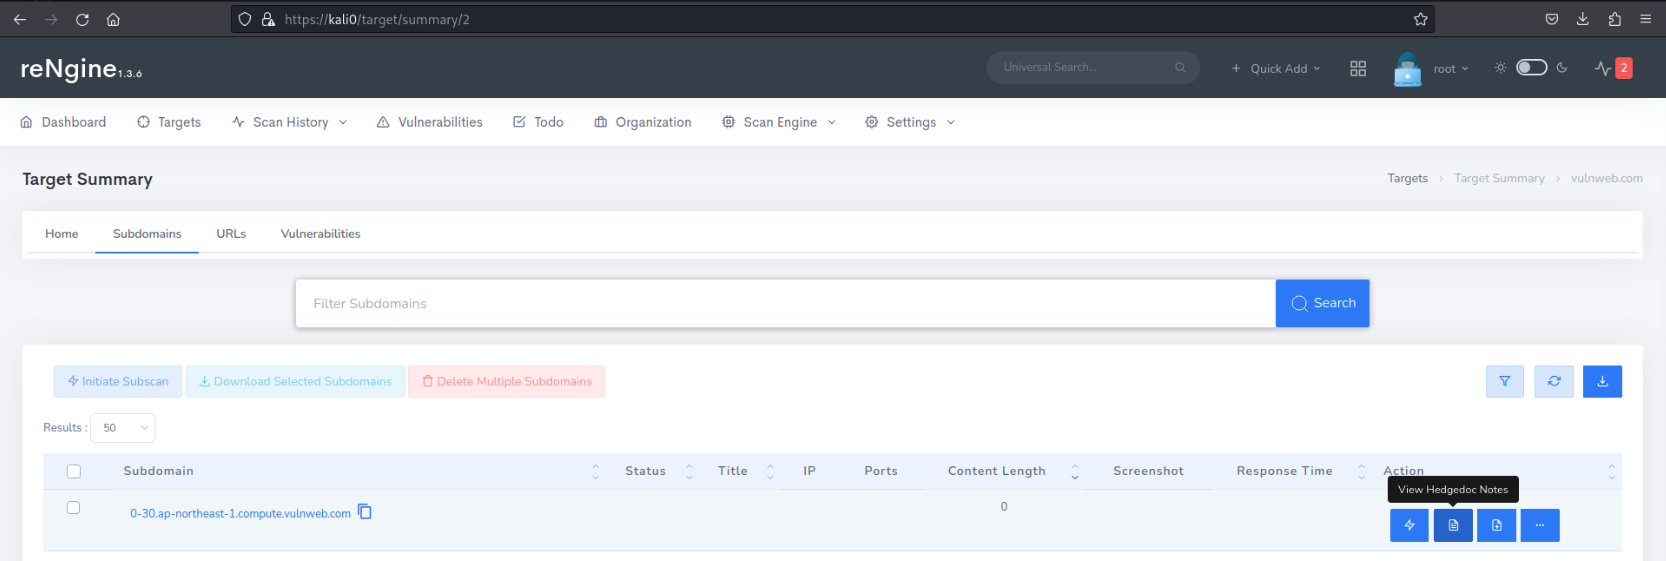 https://kali0/target/summary/2
reNgine1.3.6
Universal Search...
+ Quick Add
root
2
Dashboard
Targets
Scan History
Vulnerabilities
Todo
Organization
Scan Engine
Settings
Target Summary
Targets > Target Summary > vulnweb.com
Home
Subdomains
URLs
Vulnerabilities
Filter Subdomains
Search
Initiate Subscan
Download Selected Subdomains
Delete Multiple Subdomains
Results : 50
Subdomain
Status
Title
IP
Ports
Content Length
Screenshot
Response Time
Action
View Hedgedoc Notes
0-30.ap-northeast-1.compute.vulnweb.com
0